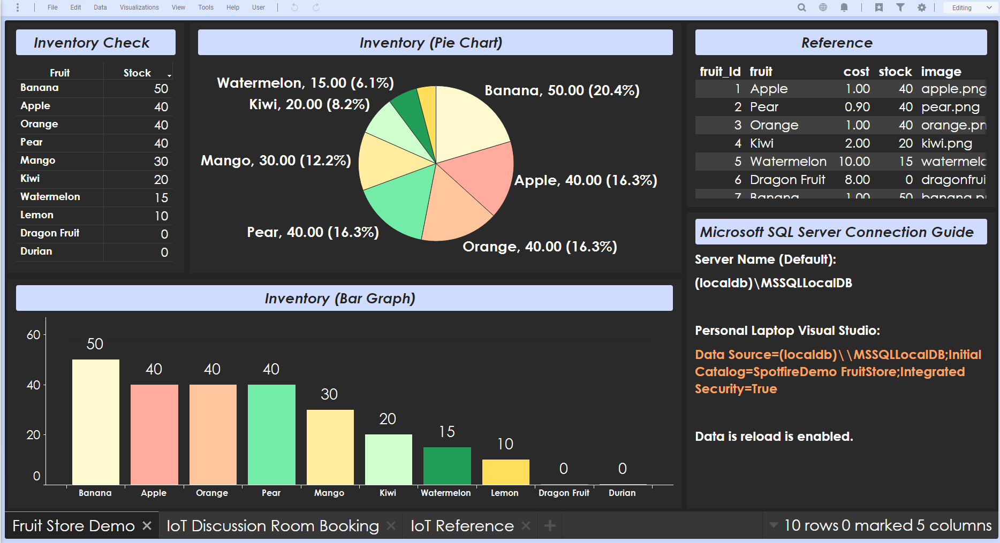 File Edit Data Visualizations View Tools Help User Editing
Inventory Check
Fruit Stock
Banana 50
Apple 40
Orange 40
Pear 40
Mango 30
Kiwi 20
Watermelon 15
Lemon 10
Dragon Fruit 0
Durian 0
Inventory (Pie Chart)
Watermelon, 15.00 (6.1%)
Banana, 50.00 (20.4%)
Kiwi, 20.00 (8.2%)
Mango, 30.00 (12.2%)
Apple, 40.00 (16.3%)
Pear, 40.00 (16.3%)
Orange, 40.00 (16.3%)
Reference
fruit_Id fruit cost stock image
1 Apple 1.00 40 apple.png
2 Pear 0.90 40 pear.png
3 Orange 1.00 40 orange.pn
4 Kiwi 2.00 20 kiwi.png
5 Watermelon 10.00 15 watermelc
6 Dragon Fruit 8.00 0 dragonfrui
7 Banana 1.00 50 banana.p
Inventory (Bar Graph)
60
40
20
0
50
40
40
40
30
20
15
10
0
0
Banana Apple Orange Pear Mango Kiwi Watermelon Lemon Dragon Fruit Durian
Microsoft SQL Server Connection Guide
Server Name (Default):
(localdb)\MSSQLLocalDB
Personal Laptop Visual Studio:
Data Source=(localdb)\\MSSQLLocalDB;Initial
Catalog=SpotfireDemo FruitStore;Integrated
Security=True
Data is reload is enabled.
Fruit Store Demo IoT Discussion Room Booking IoT Reference
10 rows 0 marked 5 columns